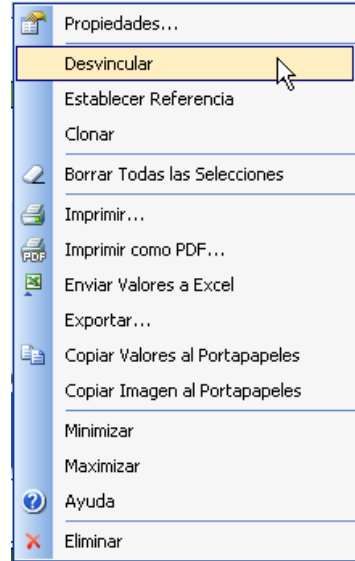 Propiedades...
Desvincular
Establecer Referencia
Clonar
Borrar Todas las Selecciones
Imprimir...
PDF Imprimir como PDF...
Enviar Valores a Excel
Exportar...
Copiar Valores al Portapapeles
Copiar Imagen al Portapapeles
Minimizar
Maximizar
Ayuda
Eliminar